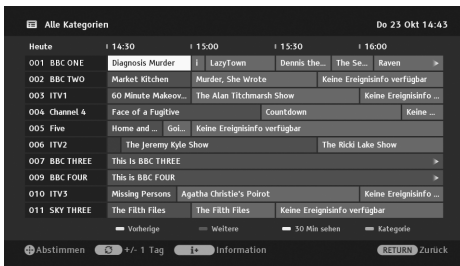 Alle Kategorien Do 23 Okt 14:43
Heute 14:30 15:00 15:30 16:00
001 BBC ONE Diagnosis Murder i LazyTown Dennis the... The Se... Raven
002 BBC TWO Market Kitchen Murder, She Wrote Keine Ereignisinfo verfügbar
003 ITV1 60 Minute Makeov... The Alan Titchmarsh Show Keine Ereignisinfo ...
004 Channel 4 Face of a Fugitive Countdown Keine ...
005 Five Home and ... Goi... Keine Ereignisinfo verfügbar
006 ITV2 The Jeremy Kyle Show The Ricki Lake Show
007 BBC THREE This Is BBC THREE
009 BBC FOUR This is BBC FOUR
010 ITV3 Missing Persons Agatha Christie's Poirot Keine Ereignisinfo ...
011 SKY THREE The Filth Files The Filth Files Keine Ereignisinfo verfügbar
Vorherige Weitere 30 Min sehen Kategorie
Abstimmen +/- 1 Tag i+ Information RETURN Zurück